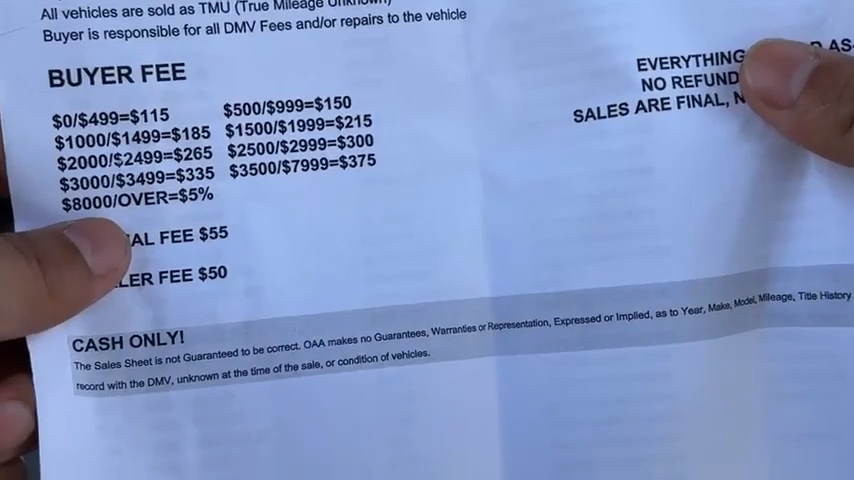 All vehicles are sold as TMU (True Mileage Unknown)
Buyer is responsible for all DMV Fees and/or repairs to the vehicle
BUYER FEE
$0/$499=$115 $500/$999=$150
$1000/$1499=$185 $1500/$1999=$215
$2000/$2499=$265 $2500/$2999=$300
$3000/$3499=$335 $3500/$7999=$375
$8000/OVER=$5%
EVERYTHING AS-
NO REFUND
SALES ARE FINAL, N
AL FEE $55
LER FEE $50
CASH ONLY!
The Sales Sheet is not Guaranteed to be correct. OAA makes no Guarantees, Warranties or Representation, Expressed or Implied, as to Year, Make, Model, Mileage, Title History
record with the DMV, unknown at the time of the sale, or condition of vehicles.